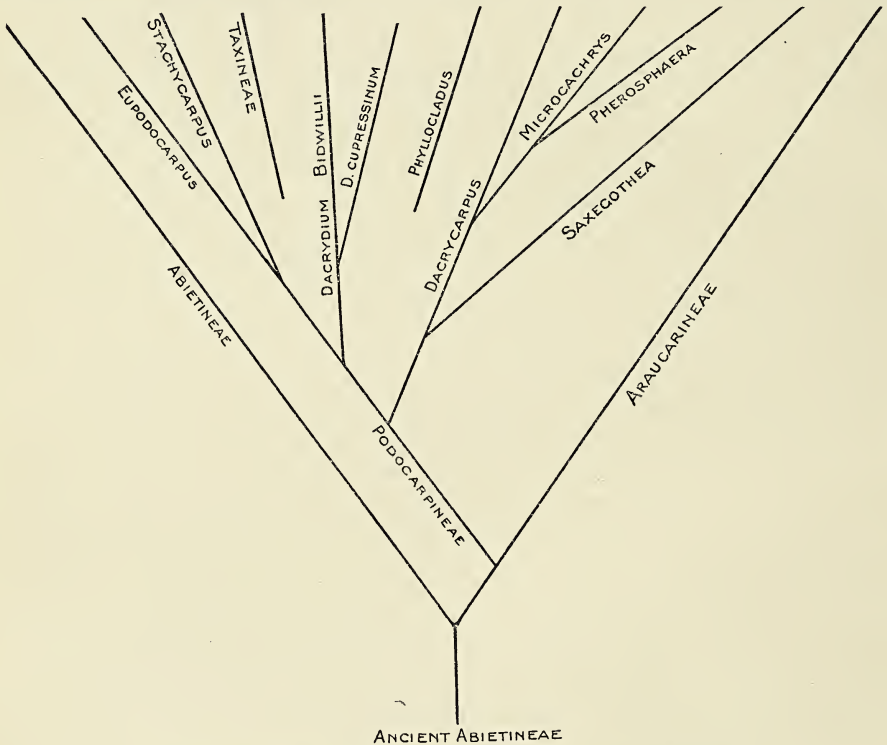 STACHYCARPUS
TAXINEAE
EUPODOCARPUS
DACRYDIUM BIDWILLII
D. CUPRESSINUM
PHYLLOCLADUS
MICROCACHRYS
PHEROSPHAERA
DACRYCARPUS
SAXEGOTHEA
ABIETINEAE
ARAUCARINEAE
PODOCARPINEAE
ANCIENT ABIETINEAE